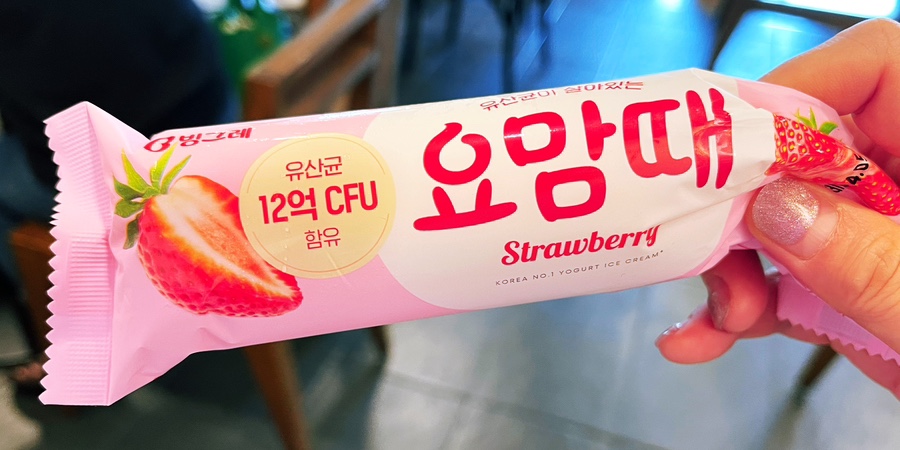 빙그레
유산균
12억 CFU
함유
유산균이 살아있는
요맘때
Strawberry
KOREA NO.1 YOGURT ICE CREAM*